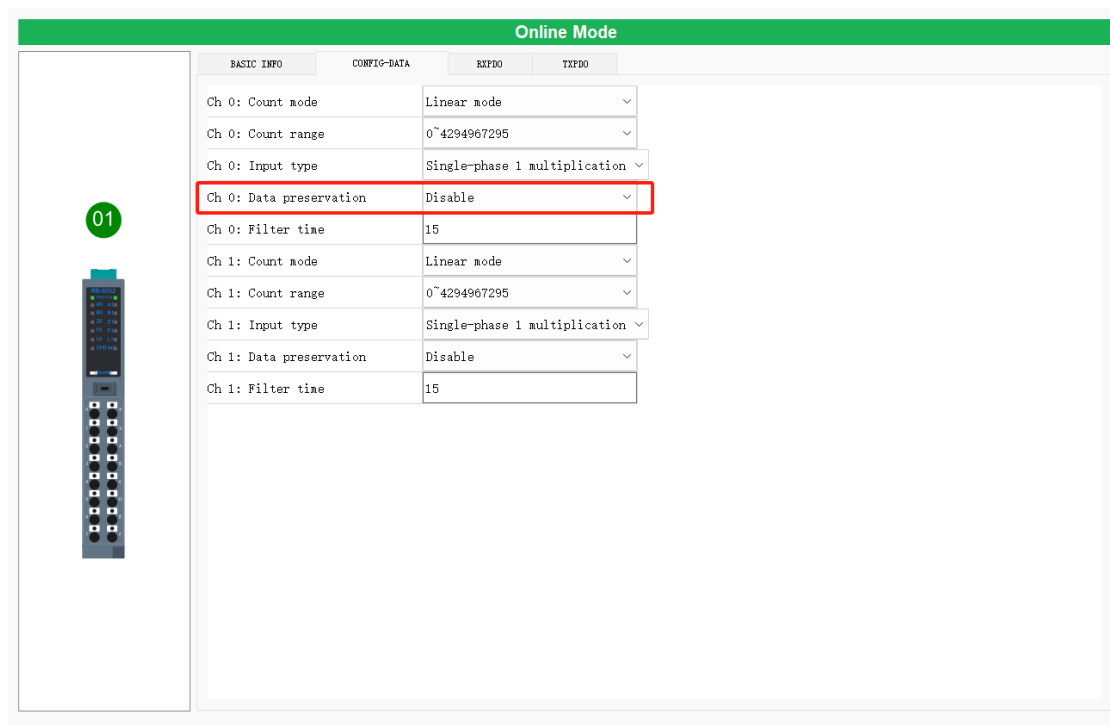 Online Mode
BASIC INFO CONFIG-DATA RXPDO TXPDO
Ch 0: Count mode Linear mode
Ch 0: Count range 0~4294967295
Ch 0: Input type Single-phase 1 multiplication
Ch 0: Data preservation Disable
01
Ch 0: Filter time 15
Ch 1: Count mode Linear mode
Ch 1: Count range 0~4294967295
Ch 1: Input type Single-phase 1 multiplication
Ch 1: Data preservation Disable
Ch 1: Filter time 15